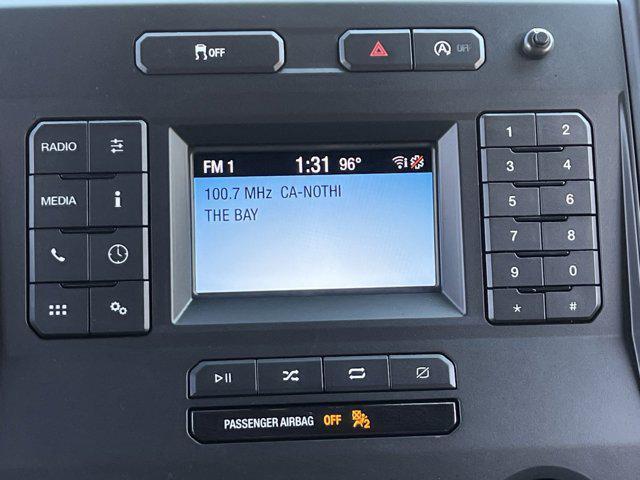 OFF
A OFF
RADIO
MEDIA
i
FM 1 1:31 96°
100.7 MHz CA-NOTHI
THE BAY
1 2
3 4
5 6
7 8
9 0
* #
PASSENGER AIRBAG OFF 2